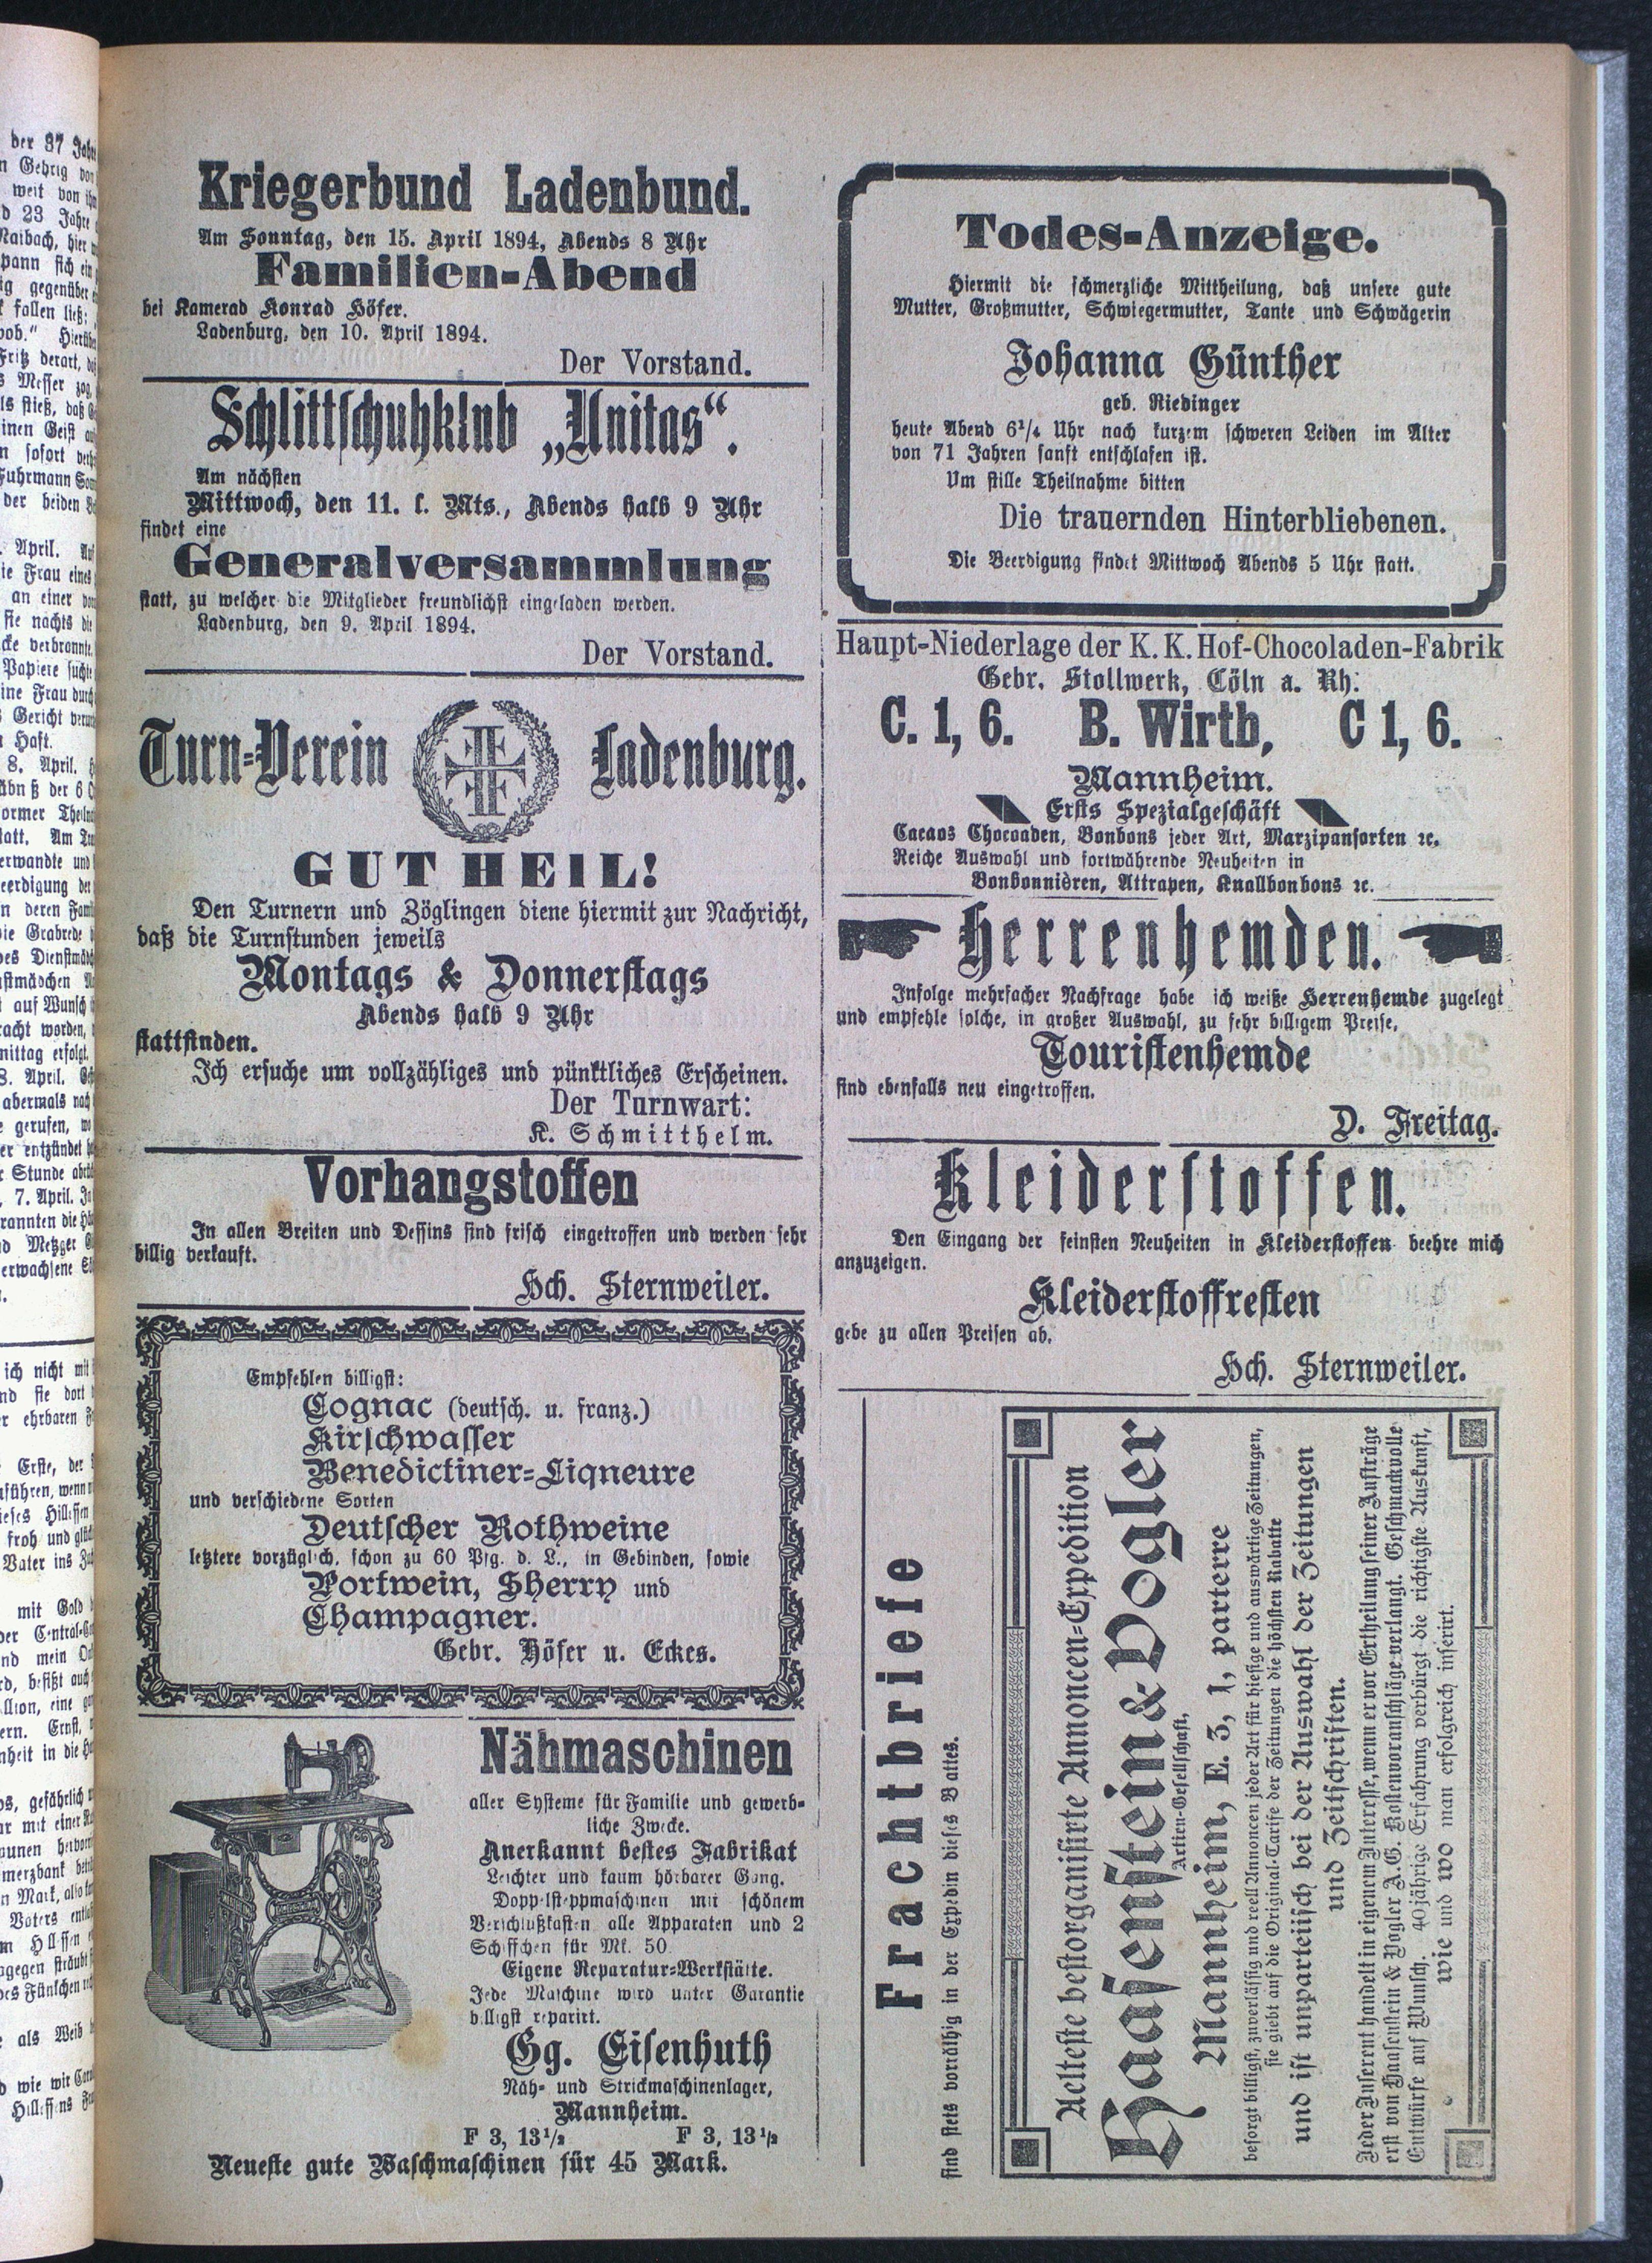 Kriegerbund Ladenbund.
Am Sonntag, den 15. April 1894, Abends 8 Uhr
Familien-Abend
bei Kamerad Konrad Höfer.
Ladenburg, den 10. April 1894.
Der Vorstand.
Schlittschuhklub „Unitas“.
Am nächsten
Mittwoch, den 11. l. Mts., Abends halb 9 Uhr
findet eine
Generalversammlung
statt, zu welcher die Mitglieder freundlichst eingeladen werden.
Ladenburg, den 9. April 1894.
Der Vorstand.
Turn-Verein Ladenburg.
GUT HEIL!
Den Turnern und Zöglingen diene hiermit zur Nachricht,
daß die Turnstunden jeweils
Montags & Donnerstags
Abends halb 9 Uhr
stattfinden.
Ich ersuche um vollzähliges und pünktliches Erscheinen.
Der Turnwart:
K. Schmitthelm.
Vorhangstoffen
In allen Breiten und Dessins sind frisch eingetroffen und werden sehr
billig verkauft.
Hch. Sternweiler.
Empfehlen billigst:
Cognac (deutsch. u. franz.)
Kirschwasser
Benedictiner-Liqneure
und verschiedene Sorten
Deutscher Rothweine
letztere vorzüglich, schon zu 60 Pfg. d. L., in Gebinden, sowie
Portwein, Sherry und
Champagner.
Gebr. Höfer u. Eckes.
Nähmaschinen
aller Systeme für Familie und gewerb-
liche Zwecke.
Anerkannt bestes Fabrikat
Leichter und kaum hörbarer Gang.
Doppelsteppmaschinen mit schönem
Verschlußkasten alle Apparaten und 2
Schiffchen für Mk. 50.
Eigene Reparatur-Werkstätte.
Jede Maschine wird unter Garantie
billigst reparirt.
Gg. Eisenhuth
Näh- und Strickmaschinenlager,
Mannheim.
F 3, 13½ F 3, 13½
Neueste gute Waschmaschinen für 45 Mark.
Todes-Anzeige.
Hiermit die schmerzliche Mittheilung, daß unsere gute
Mutter, Großmutter, Schwiegermutter, Tante und Schwägerin
Johanna Günther
geb. Riedinger
heute Abend 6¼ Uhr nach kurzem schweren Leiden im Alter
von 71 Jahren sanft entschlafen ist.
Um stille Theilnahme bitten
Die trauernden Hinterbliebenen.
Die Beerdigung findet Mittwoch Abends 5 Uhr statt.
Haupt-Niederlage der K. K. Hof-Chocoladen-Fabrik
Gebr. Stollwerk, Cöln a. Rh.
C. 1, 6. B. Wirth, C 1, 6.
Mannheim.
Ersts Spezialgeschäft
Cacaos Chocoaden, Bonbons jeder Art, Marzipansorten ꝛc.
Reiche Auswahl und fortwährende Neuheiten in
Bonbonnièren, Attrapen, Knallbonbons ꝛc.
Herrenhemden.
Infolge mehrfacher Nachfrage habe ich weiße Herrenhemde zugelegt
und empfehle solche, in großer Auswahl, zu sehr billigem Preise,
Touristenhemde
sind ebenfalls neu eingetroffen.
D. Freitag.
Kleiderstoffen.
Den Eingang der feinsten Neuheiten in Kleiderstoffen beehre mich
anzuzeigen.
Kleiderstoffresten
gebe zu allen Preisen ab.
Hch. Sternweiler.
Frachtbriefe
sind stets vorräthig in der Expedin dieses Battes.
Aelteste bestorganisirte Annoncen-Expedition
Haasenstein & Vogler
Actien-Gesellschaft,
Mannheim, E. 3, 1, parterre
besorgt billigst, zuverlässig und reell Annoncen jeder Art für hiesige und auswärtige Zeitungen,
sie giebt auf die Original-Tarife der Zeitungen die höchsten Rabatte
und ist unparteiisch bei der Auswahl der Zeitungen
und Zeitschriften.
Jeder Inserent handelt in eigenem Interesse, wenn er vor Ertheilung seiner Aufträge
erst von Haasenstein & Vogler A.G. Kostenvoranschläge verlangt. Geschmackvolle
Entwürfe auf Wunsch. 40jährige Erfahrung verbürgt die richtigste Auskunft,
wie und wo man erfolgreich inserirt.